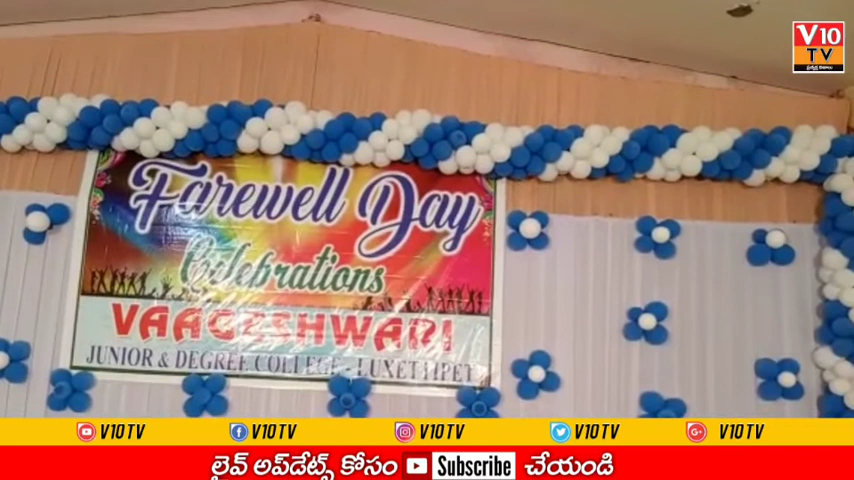 V10
TV
Farewell Day
Celebrations
VAAGESHWARI
JUNIOR & DEGREE COLLEGE - LUXETTIPET
V10TV V10TV V10TV V10TV V10TV
లైవ్ అప్‌డేట్స్ కోసం Subscribe చేయండి